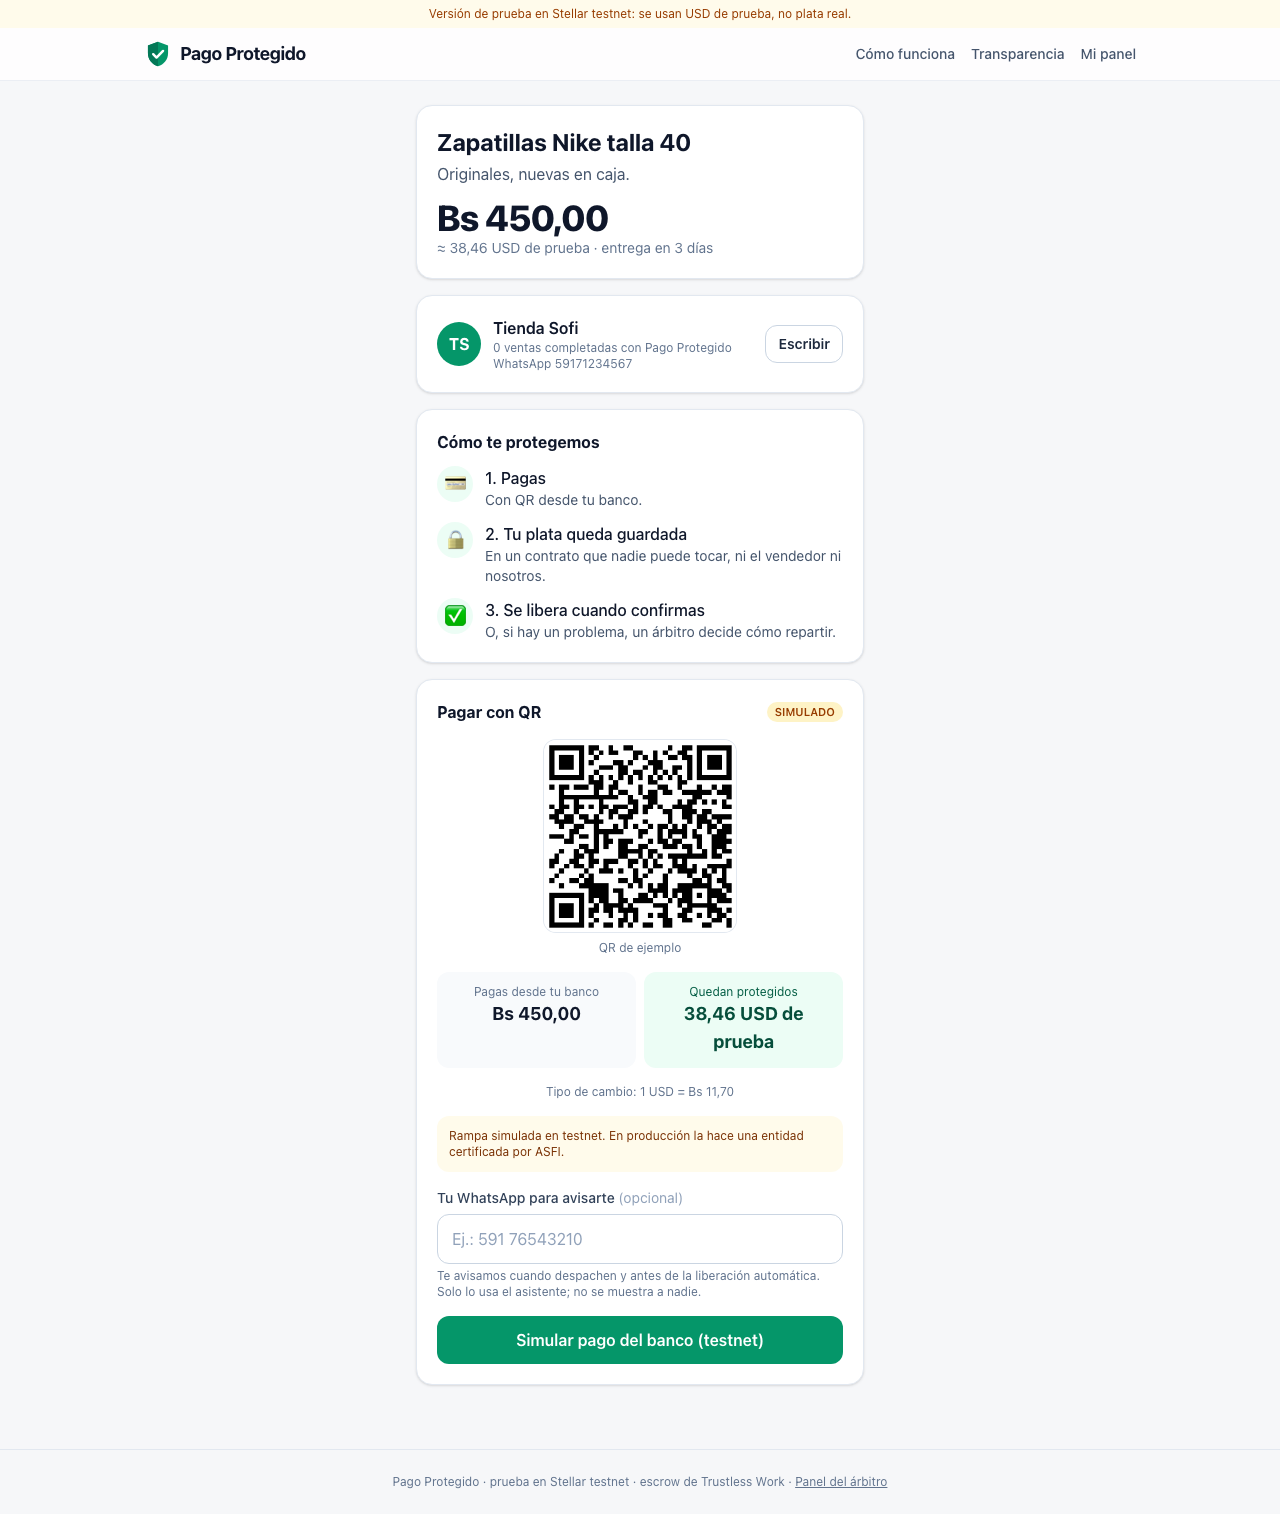 Versión de prueba en Stellar testnet: se usan USD de prueba, no plata real.
Pago Protegido
Cómo funciona
Transparencia
Mi panel
Zapatillas Nike talla 40
Originales, nuevas en caja.
Bs 450,00
≈ 38,46 USD de prueba · entrega en 3 días
TS
Tienda Sofi
0 ventas completadas con Pago Protegido
WhatsApp 59171234567
Escribir
Cómo te protegemos
1. Pagas
Con QR desde tu banco.
2. Tu plata queda guardada
En un contrato que nadie puede tocar, ni el vendedor ni
nosotros.
3. Se libera cuando confirmas
O, si hay un problema, un árbitro decide cómo repartir.
Pagar con QR
SIMULADO
QR de ejemplo
Pagas desde tu banco
Bs 450,00
Quedan protegidos
38,46 USD de
prueba
Tipo de cambio: 1 USD = Bs 11,70
Rampa simulada en testnet. En producción la hace una entidad
certificada por ASFI.
Tu WhatsApp para avisarte (opcional)
Ej.: 591 76543210
Te avisamos cuando despachen y antes de la liberación automática.
Solo lo usa el asistente; no se muestra a nadie.
Simular pago del banco (testnet)
Pago Protegido · prueba en Stellar testnet · escrow de Trustless Work · Panel del árbitro